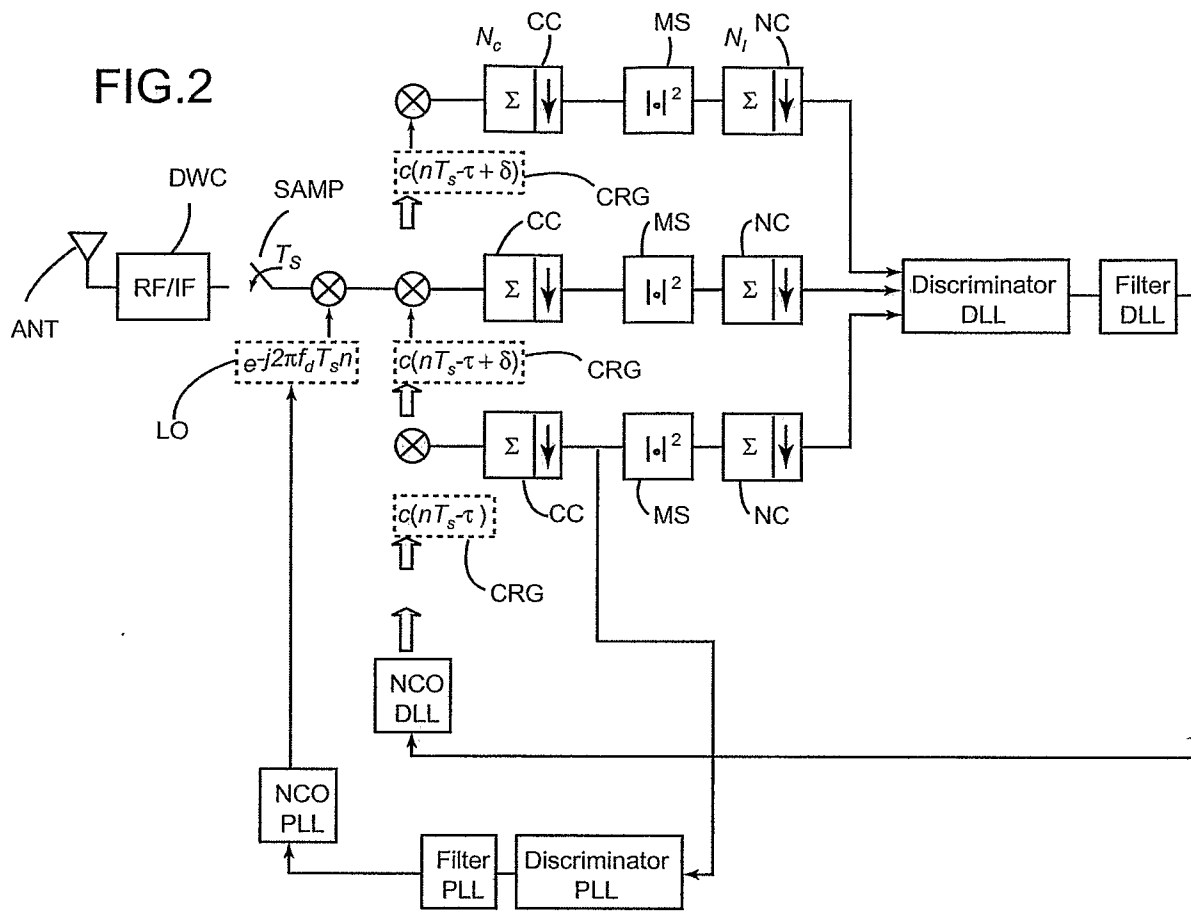 FIG.2
N_c
CC
MS
N_I
NC
Σ
↓
|•|²
Σ
↓
c(nT_s-τ + δ)
CRG
DWC
SAMP
CC
MS
NC
T_s
RF/IF
ANT
Σ
↓
|•|²
Σ
↓
Discriminator
DLL
Filter
DLL
e-j2πf_dT_sn
c(nT_s-τ + δ)
CRG
LO
Σ
↓
|•|²
Σ
↓
CC
MS
NC
c(nT_s-τ )
CRG
NCO
DLL
NCO
PLL
Filter
PLL
Discriminator
PLL